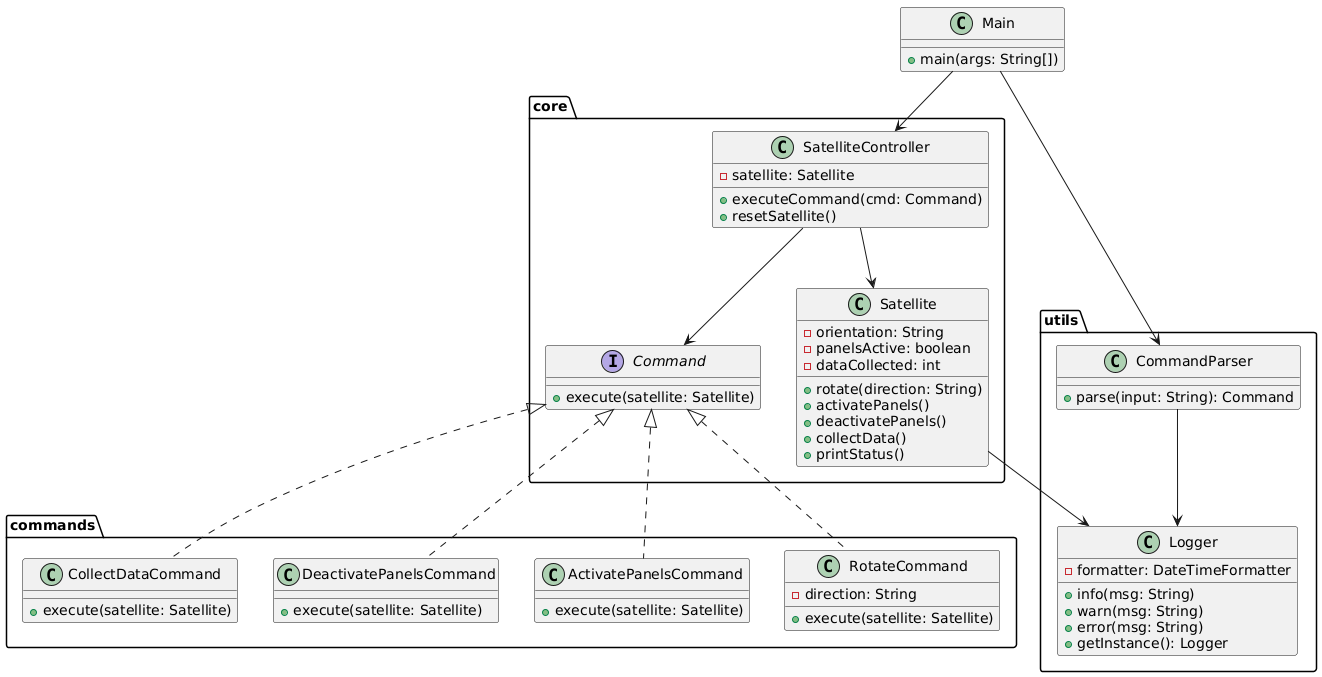 C Main
main(args: String[])
core
C SatelliteController
satellite: Satellite
executeCommand(cmd: Command)
resetSatellite()
C Satellite
orientation: String
panelsActive: boolean
dataCollected: int
rotate(direction: String)
activatePanels()
deactivatePanels()
collectData()
printStatus()
I Command
execute(satellite: Satellite)
utils
C CommandParser
parse(input: String): Command
C Logger
formatter: DateTimeFormatter
info(msg: String)
warn(msg: String)
error(msg: String)
getInstance(): Logger
commands
C CollectDataCommand
execute(satellite: Satellite)
C DeactivatePanelsCommand
execute(satellite: Satellite)
C ActivatePanelsCommand
execute(satellite: Satellite)
C RotateCommand
direction: String
execute(satellite: Satellite)